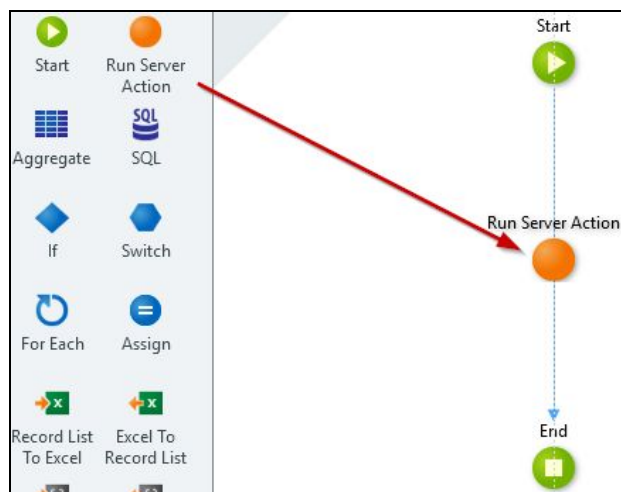 Start
Run Server
Action
SQL
Aggregate
SQL
If
Switch
For Each
Assign
Record List
To Excel
Excel To
Record List
Start
Run Server Action
End